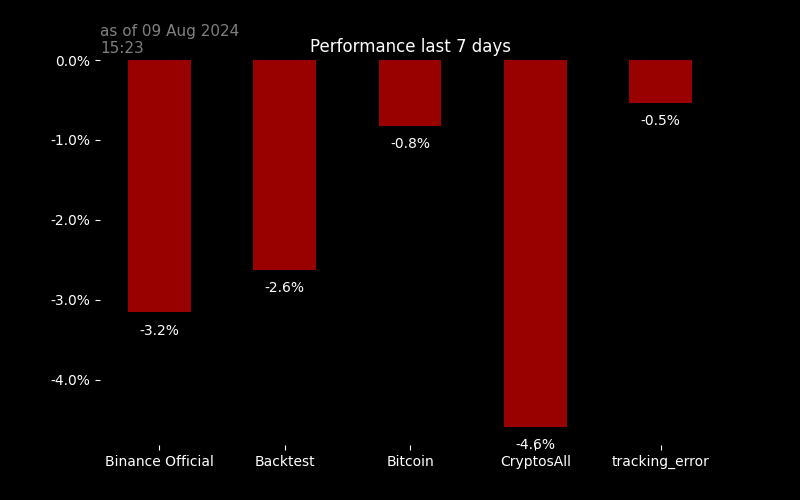 as of 09 Aug 2024
15:23
Performance last 7 days
0.0%
-1.0%
-2.0%
-3.0%
-4.0%
-3.2%
-2.6%
-0.8%
-4.6%
-0.5%
Binance Official
Backtest
Bitcoin
CryptosAll
tracking_error